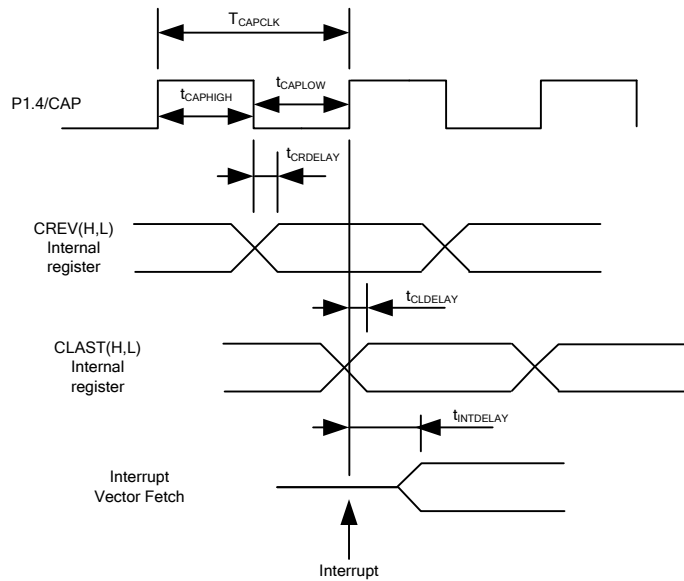 TCAPCLK
P1.4/CAP
tCAPHIGH
tCAPLOW
tCRDELAY
CREV(H,L)
Internal
register
tCLDELAY
CLAST(H,L)
Internal
register
tINTDELAY
Interrupt
Vector Fetch
Interrupt